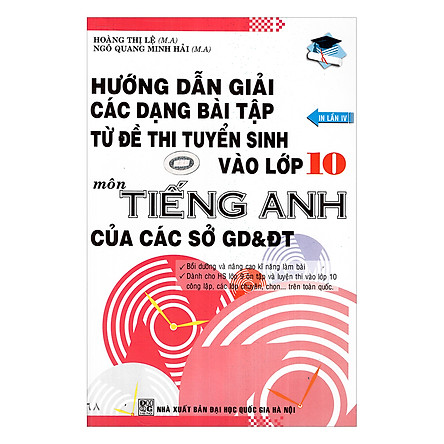 HOÀNG THỊ LỆ (M.A)
NGÔ QUANG MINH HẢI (M.A)
HƯỚNG DẪN GIẢI
CÁC DẠNG BÀI TẬP
IN LẦN IV
TỪ ĐỀ THI TUYỂN SINH
VÀO LỚP 10
môn TIẾNG ANH
CỦA CÁC SỞ GD&ĐT
✓ Bồi dưỡng và nâng cao kĩ năng làm bài
✓ Dành cho HS lớp 9 ôn tập và luyện thi vào lớp 10
công lập, các lớp chuyên, chọn... trên toàn quốc.
NHÀ XUẤT BẢN ĐẠI HỌC QUỐC GIA HÀ NỘI